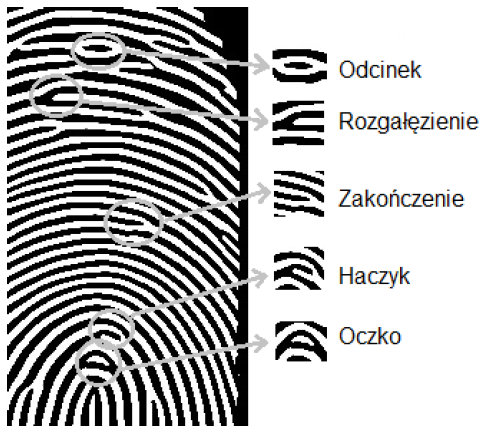 Odcinek
Rozgałęzienie
Zakończenie
Haczyk
Oczko